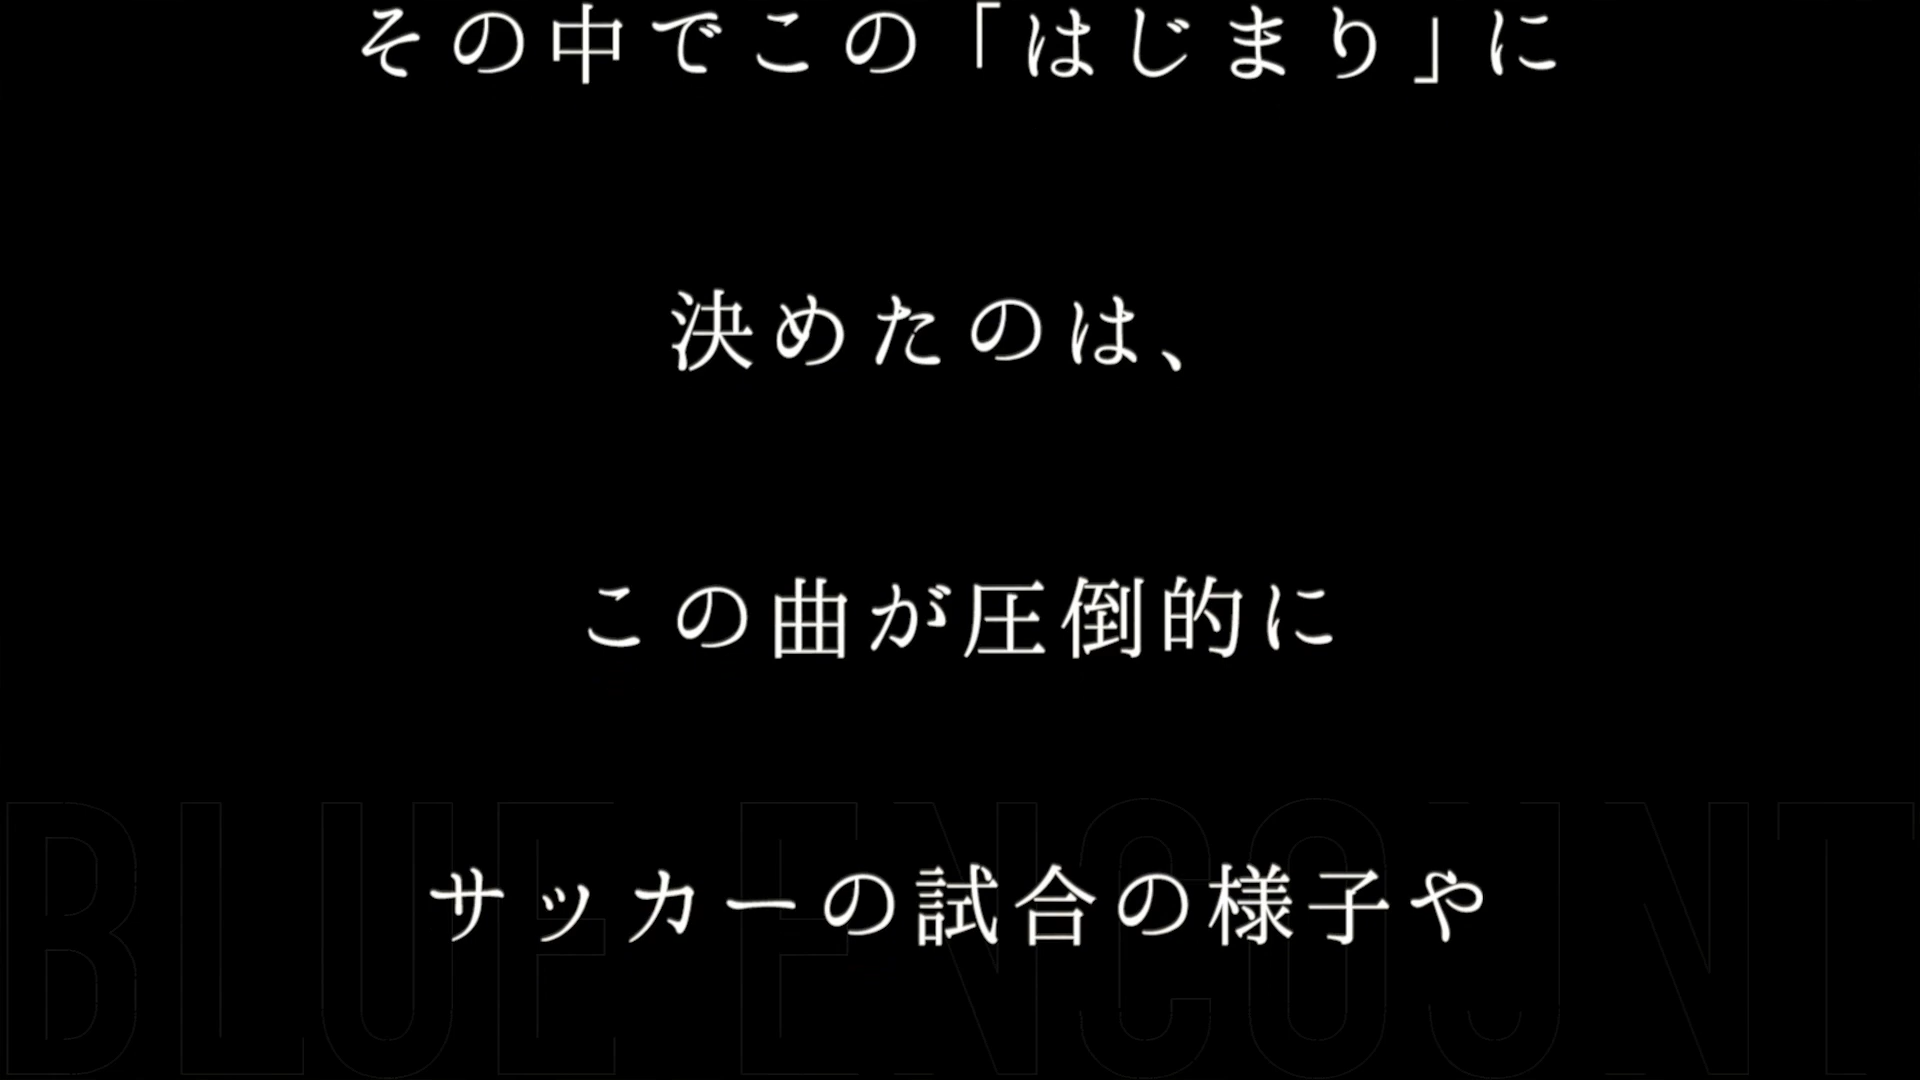 その中でこの「はじまり」に
決めたのは、
この曲が圧倒的に
サッカーの試合の様子や
BLUE ENCOUNT